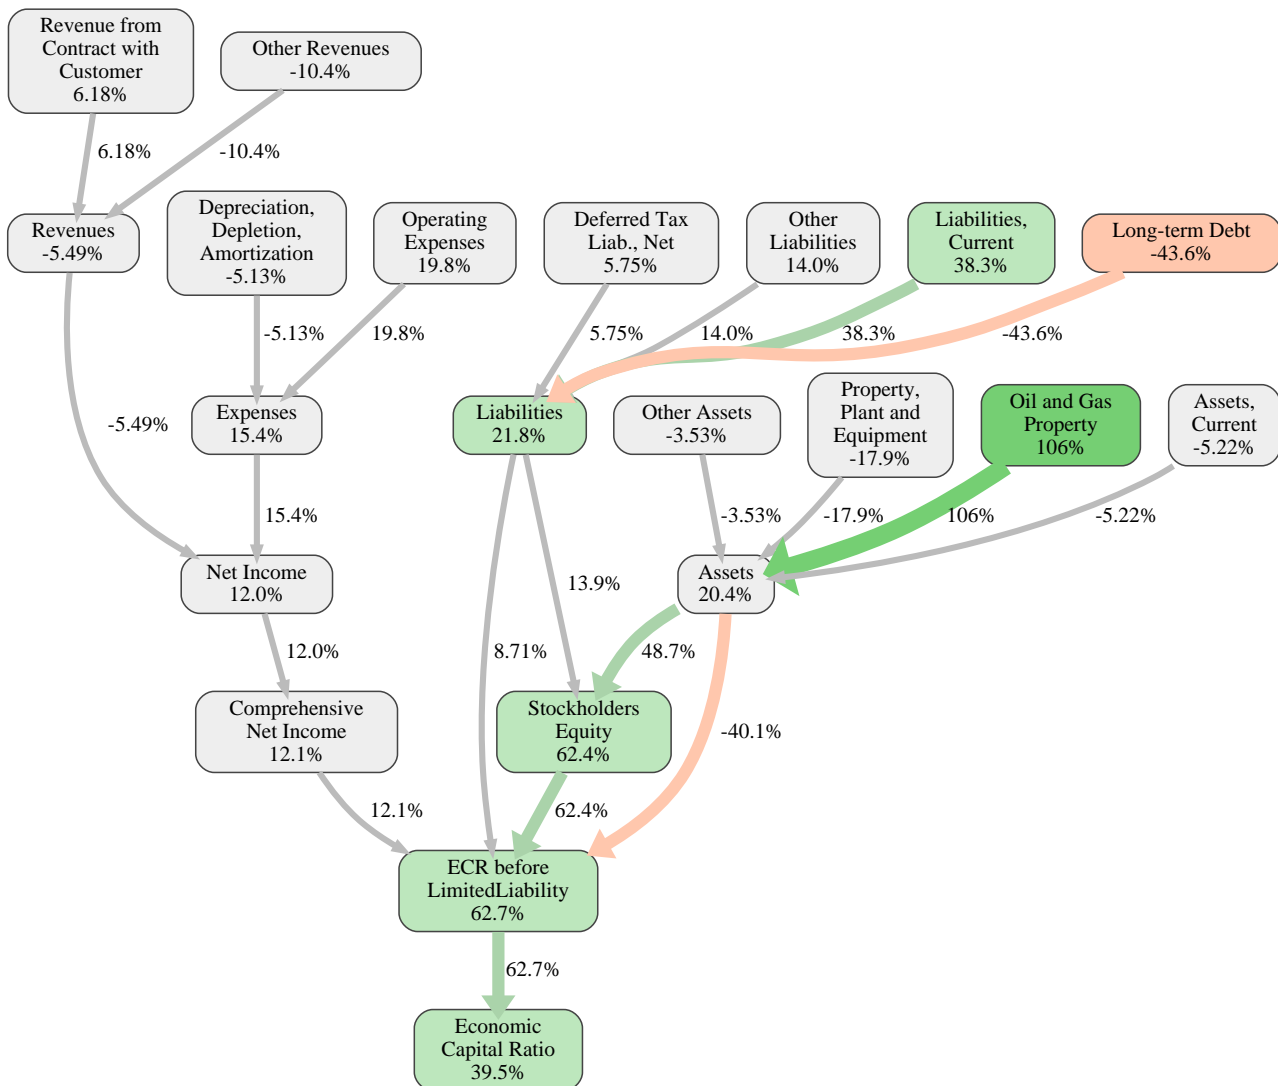 Revenue from
Contract with
Customer
6.18%
Other Revenues
-10.4%
6.18%
-10.4%
Revenues
-5.49%
Depreciation,
Depletion,
Amortization
-5.13%
Operating
Expenses
19.8%
Deferred Tax
Liab., Net
5.75%
Other
Liabilities
14.0%
Liabilities,
Current
38.3%
Long-term Debt
-43.6%
-5.13%
19.8%
5.75%
14.0%
38.3%
-43.6%
-5.49%
Expenses
15.4%
Liabilities
21.8%
Other Assets
-3.53%
Property,
Plant and
Equipment
-17.9%
Oil and Gas
Property
106%
Assets,
Current
-5.22%
15.4%
-3.53%
-17.9%
106%
-5.22%
Net Income
12.0%
13.9%
Assets
20.4%
12.0%
8.71%
48.7%
Comprehensive
Net Income
12.1%
Stockholders
Equity
62.4%
-40.1%
12.1%
62.4%
ECR before
LimitedLiability
62.7%
62.7%
Economic
Capital Ratio
39.5%